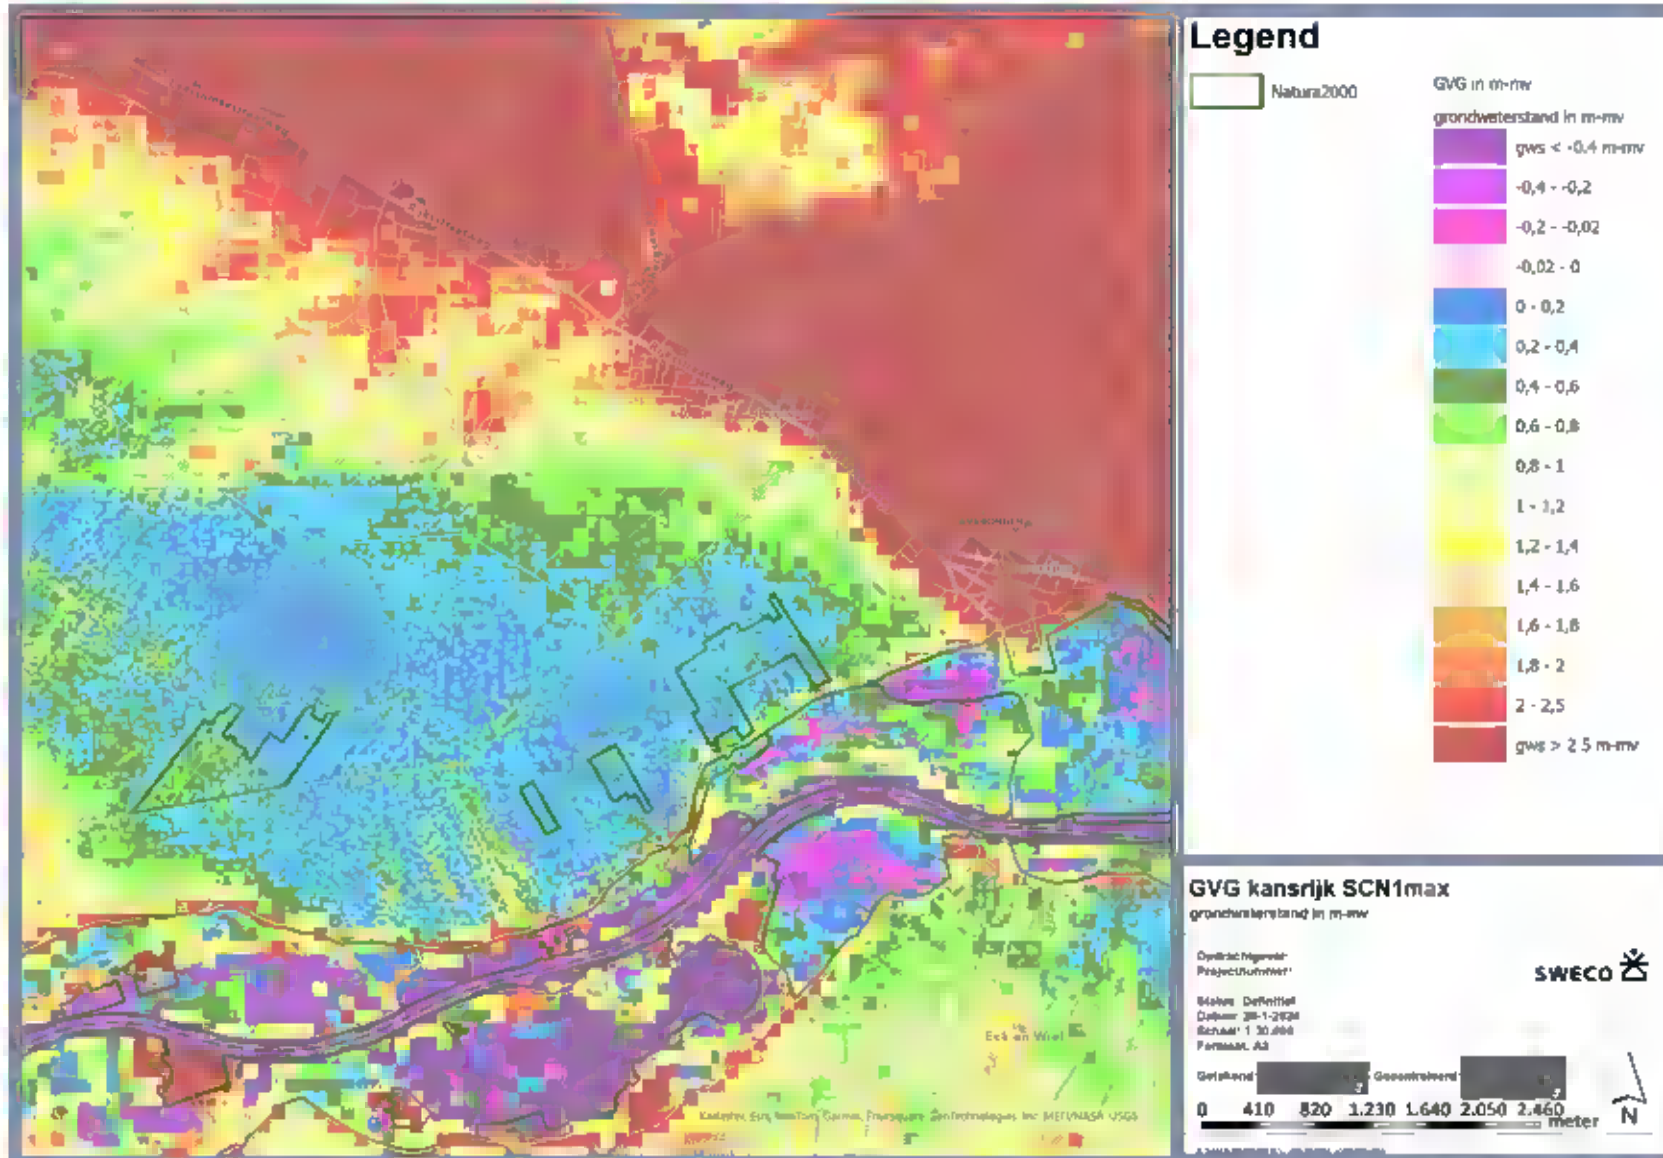 Legend
Natura2000
GVG in m-mv
grondwaterstand in m-mv
gws < -0.4 m-mv
-0,4 - -0,2
-0,2 - -0,02
-0,02 - 0
0 - 0,2
0,2 - 0,4
0,4 - 0,6
0,6 - 0,8
0,8 - 1
1 - 1,2
1,2 - 1,4
1,4 - 1,6
1,6 - 1,8
1,8 - 2
2 - 2,5
gws > 2.5 m-mv
Eck en Wiel
GVG kansrijk SCN1max
grondwaterstand in m-mv
Opdrachtgever:
Projectnummer:
SWECO
Status: Definitief
Schaal: 1:20.000
Formaat: A3
Getekend:
Gecontroleerd:
0 410 820 1.230 1.640 2.050 2.460
meter
N